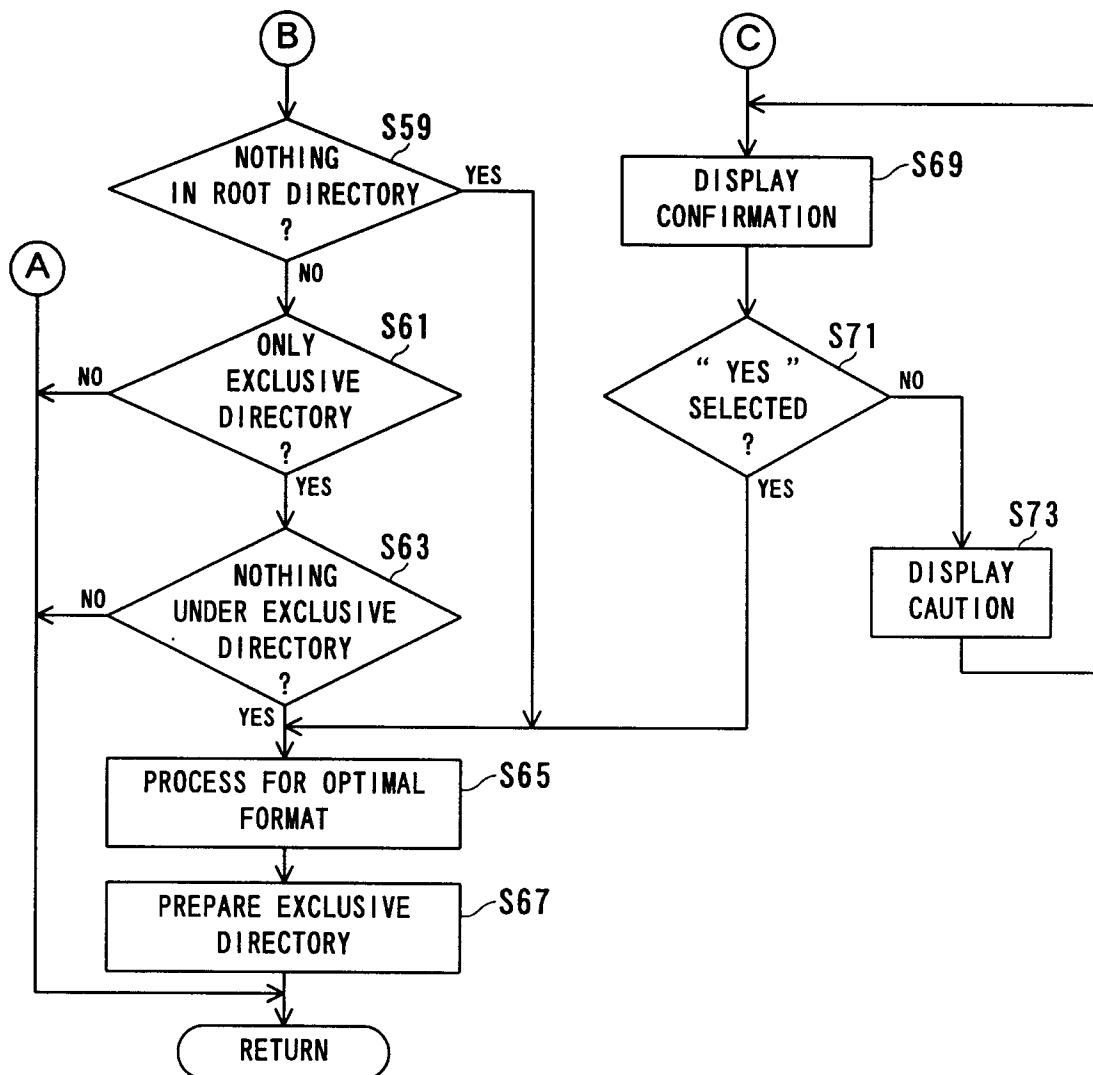 B
S59
NOTHING
IN ROOT DIRECTORY
?
YES
NO
A
S61
ONLY
EXCLUSIVE
DIRECTORY
?
NO
YES
S63
NOTHING
UNDER EXCLUSIVE
DIRECTORY
?
NO
YES
S65
PROCESS FOR OPTIMAL
FORMAT
S67
PREPARE EXCLUSIVE
DIRECTORY
RETURN
C
S69
DISPLAY
CONFIRMATION
S71
" YES "
SELECTED
?
NO
YES
S73
DISPLAY
CAUTION